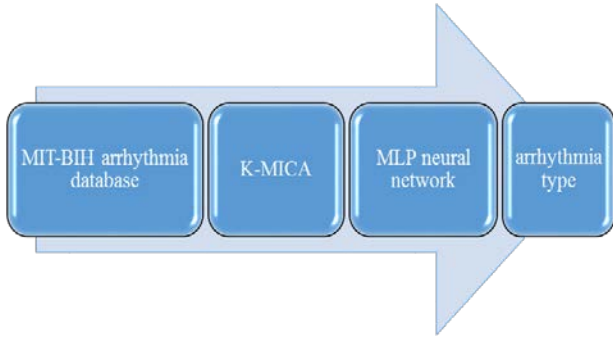 MIT-BIH arrhythmia
database
K-MICA
MLP neural
network
arrhythmia
type